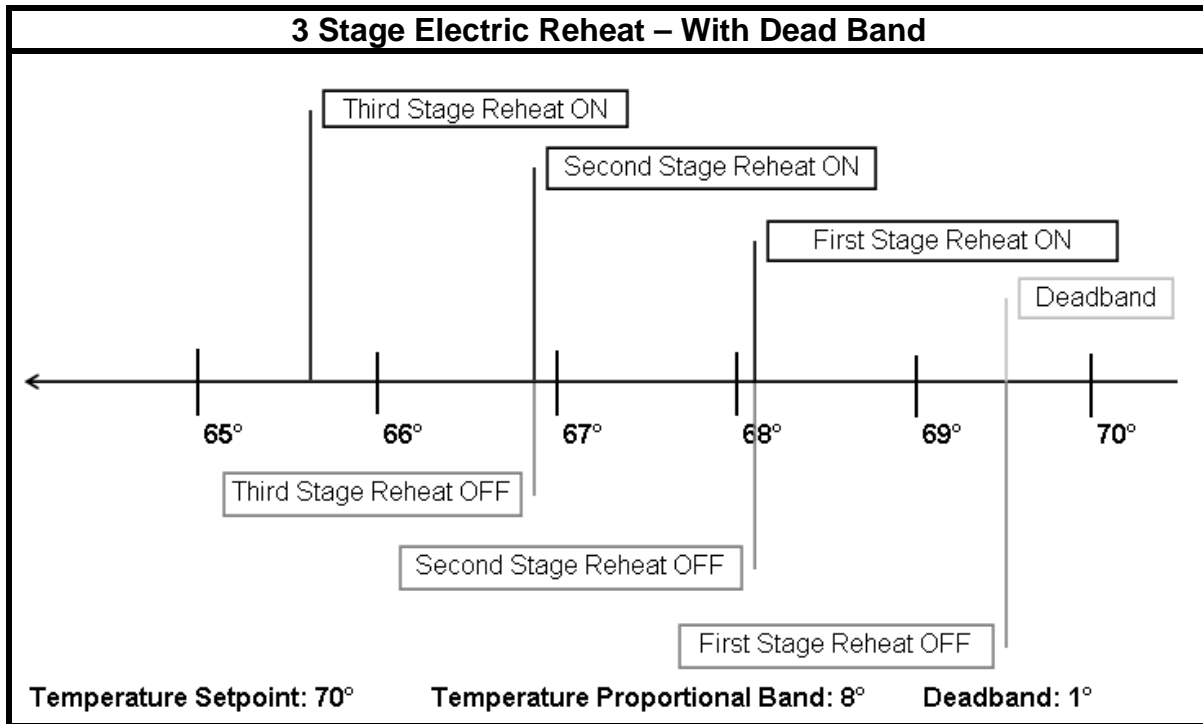 3 Stage Electric Reheat – With Dead Band
Third Stage Reheat ON
Second Stage Reheat ON
First Stage Reheat ON
Deadband
65° 66° 67° 68° 69° 70°
Third Stage Reheat OFF
Second Stage Reheat OFF
First Stage Reheat OFF
Temperature Setpoint: 70° Temperature Proportional Band: 8° Deadband: 1°